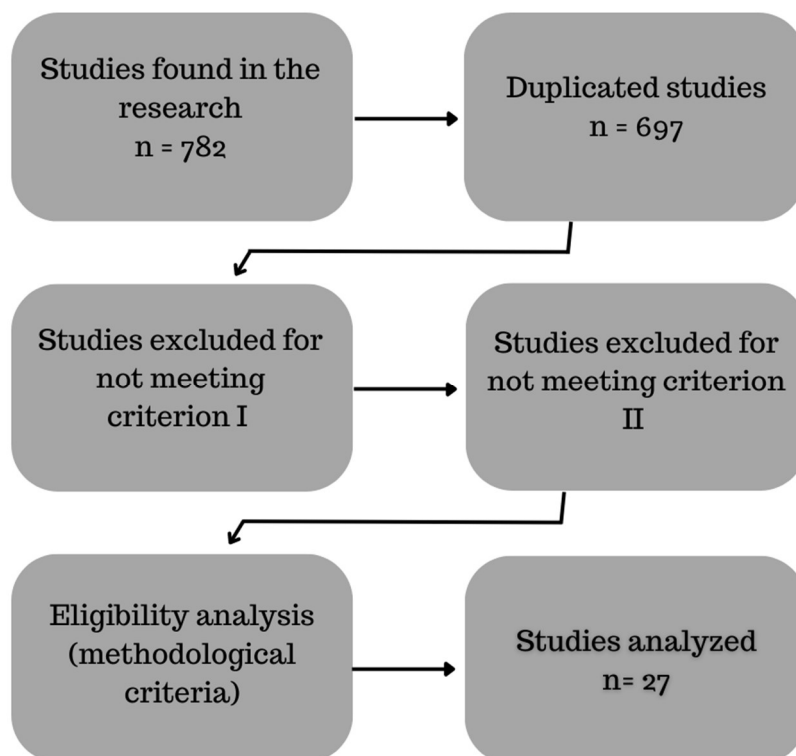 Studies found in the
research
n = 782
Duplicated studies
n = 697
Studies excluded for
not meeting
criterion I
Studies excluded for
not meeting criterion
II
Eligibility analysis
(methodological
criteria)
Studies analyzed
n= 27